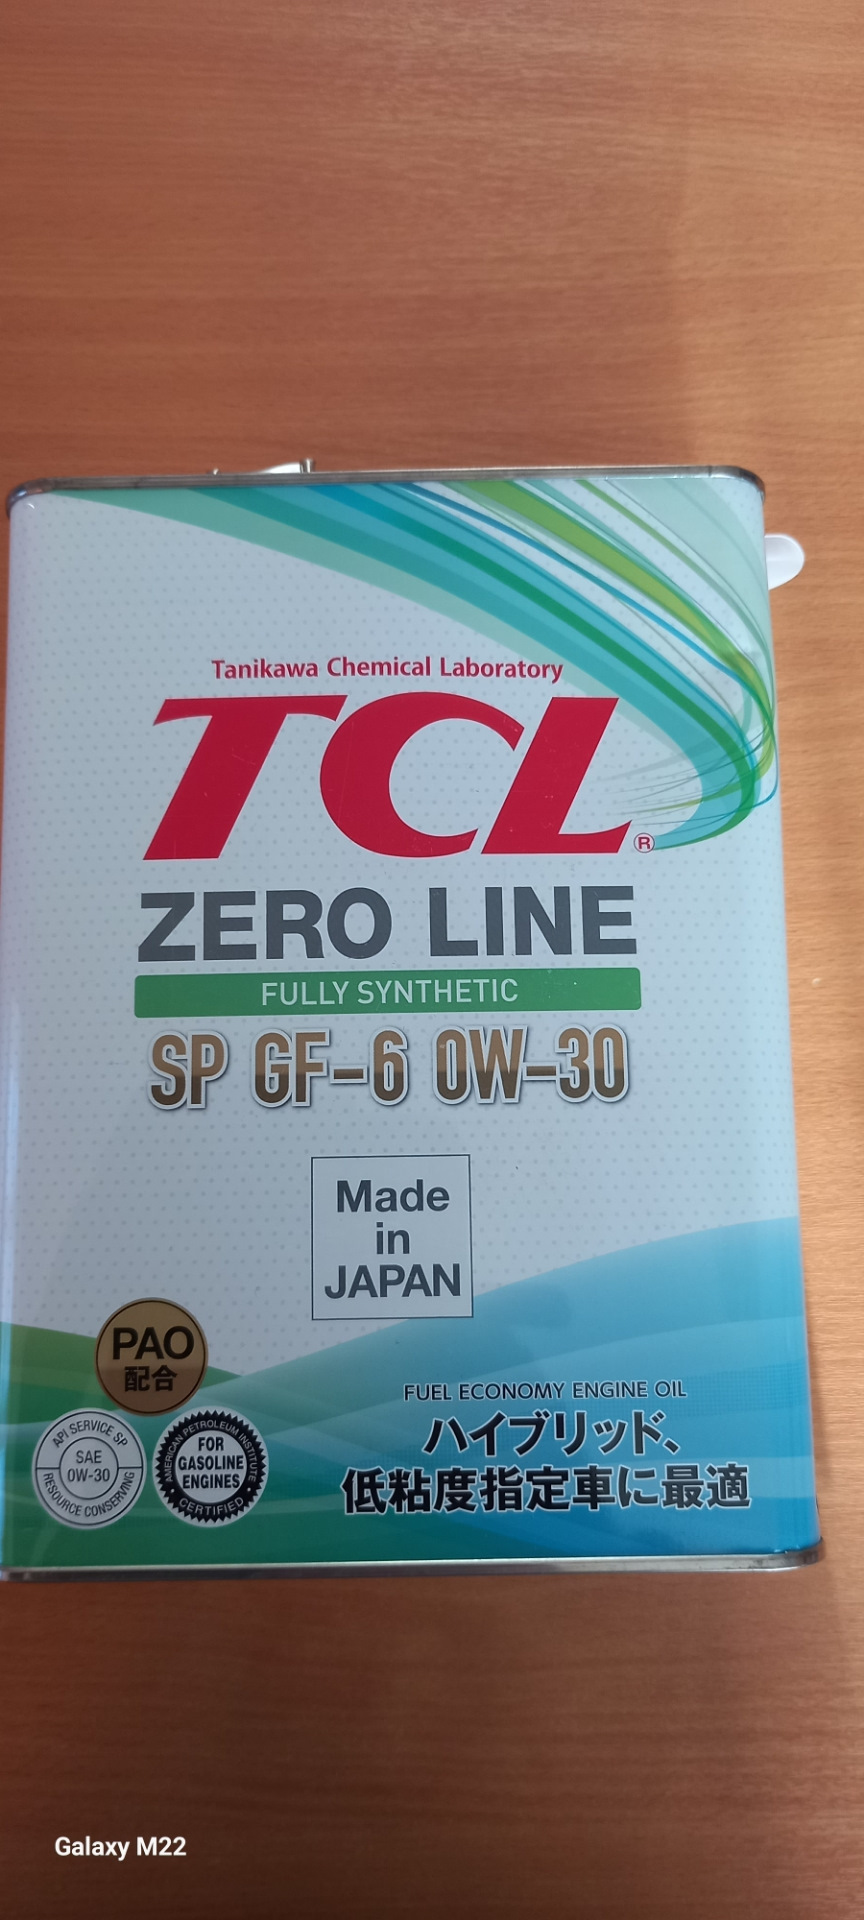 Tanikawa Chemical Laboratory
TCL®
ZERO LINE
FULLY SYNTHETIC
SP GF-6 0W-30
Made
in
JAPAN
PAO
配合
API SERVICE SP
SAE
0W-30
RESOURCE CONSERVING
AMERICAN PETROLEUM INSTITUTE
FOR
GASOLINE
ENGINES
CERTIFIED
FUEL ECONOMY ENGINE OIL
ハイブリッド、
低粘度指定車に最適
Galaxy M22